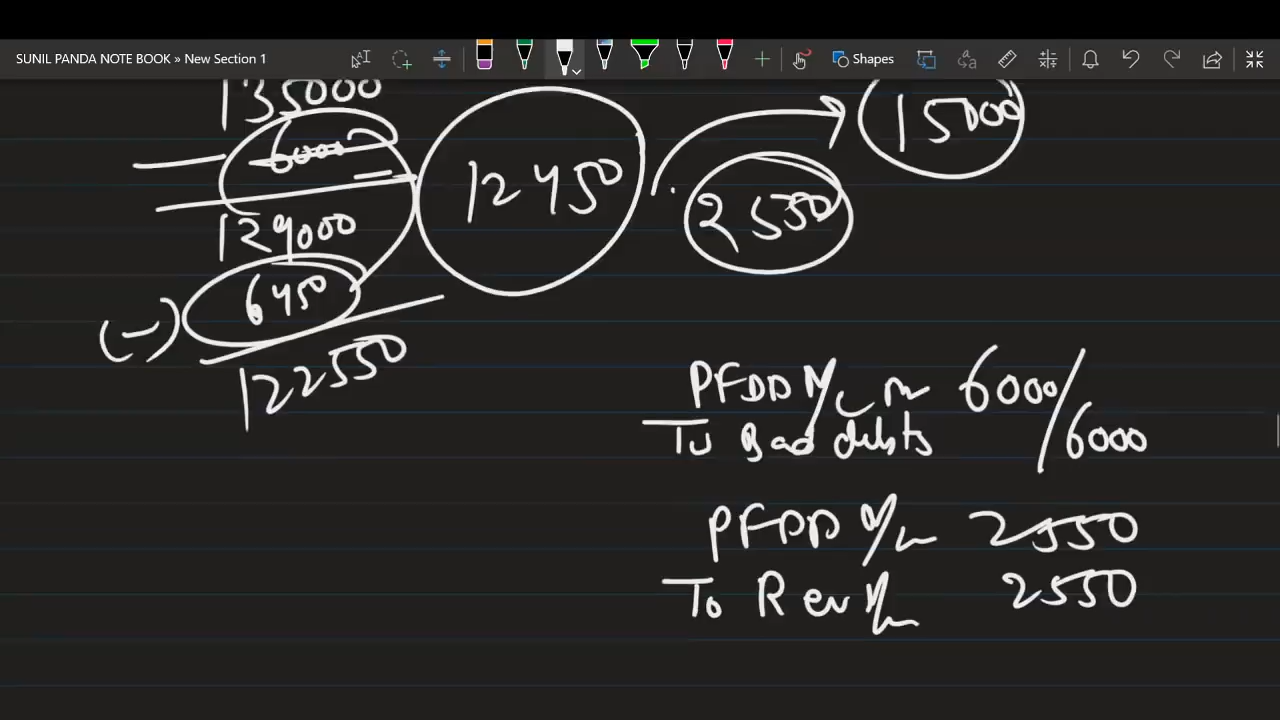 SUNIL PANDA NOTE BOOK » New Section 1
Shapes
135000
6000
129000
(-) 6450
122550
12450
15000
2550
PFDD A/c Dr 6000/
To Bad debts /6000
PFDD A/c 2550
To Rev A/c 2550